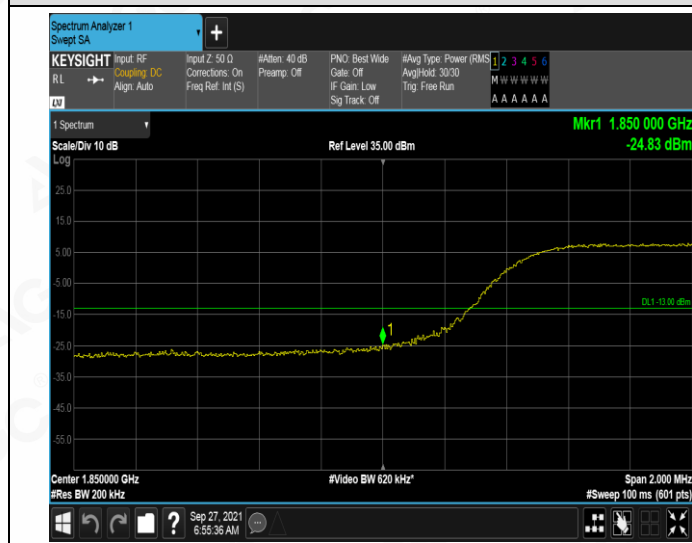 Spectrum Analyzer 1
Swept SA
+
KEYSIGHT
RL
Input: RF
Coupling: DC
Align: Auto
Input Z: 50 Ω
Corrections: On
Freq Ref: Int (S)
#Atten: 40 dB
Preamp: Off
PNO: Best Wide
Gate: Off
IF Gain: Low
Sig Track: Off
#Avg Type: Power (RMS
Avg|Hold: 30/30
Trig: Free Run
1 2 3 4 5 6
M W W W W W
A A A A A A
LXI
1 Spectrum
Scale/Div 10 dB
Ref Level 35.00 dBm
Mkr1 1.850 000 GHz
-24.83 dBm
Log
25.0
15.0
5.00
-5.00
DL1 -13.00 dBm
-15.0
1
-25.0
-35.0
-45.0
-55.0
Center 1.850000 GHz
#Video BW 620 kHz*
Span 2.000 MHz
#Res BW 200 kHz
#Sweep 100 ms (601 pts)
?
Sep 27, 2021
6:55:36 AM